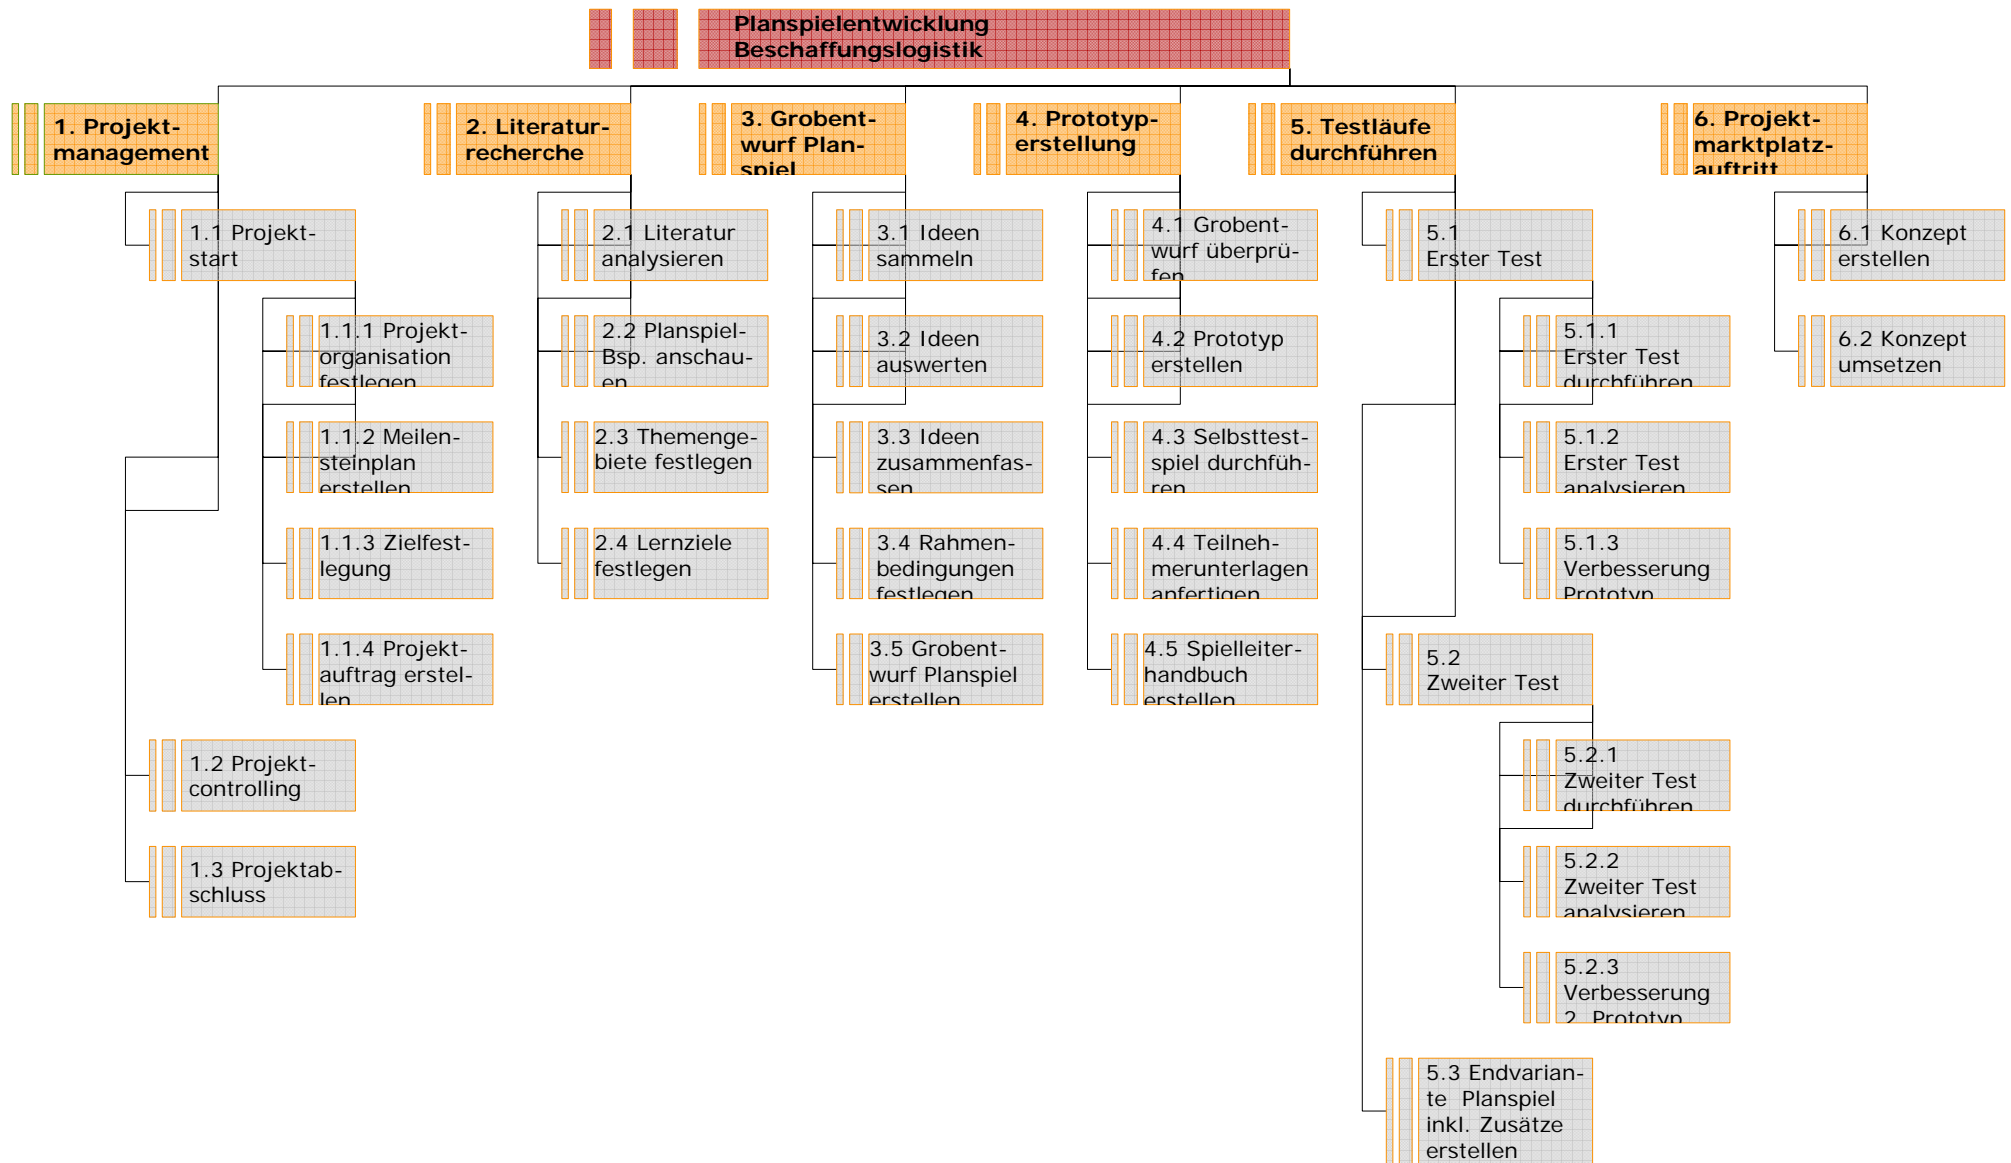 Planspielentwicklung
Beschaffungslogistik
1. Projekt-
management
2. Literatur-
recherche
3. Grobent-
wurf Plan-
spiel
4. Prototyp-
erstellung
5. Testläufe
durchführen
6. Projekt-
marktplatz-
auftritt
1.1 Projekt-
start
1.1.1 Projekt-
organisation
festlegen
1.1.2 Meilen-
steinplan
erstellen
1.1.3 Zielfest-
legung
1.1.4 Projekt-
auftrag erstel-
len
1.2 Projekt-
controlling
1.3 Projektab-
schluss
2.1 Literatur
analysieren
2.2 Planspiel-
Bsp. anschau-
en
2.3 Themenge-
biete festlegen
2.4 Lernziele
festlegen
3.1 Ideen
sammeln
3.2 Ideen
auswerten
3.3 Ideen
zusammenfas-
sen
3.4 Rahmen-
bedingungen
festlegen
3.5 Grobent-
wurf Planspiel
erstellen
4.1 Grobent-
wurf überprü-
fen
4.2 Prototyp
erstellen
4.3 Selbsttest-
spiel durchfüh-
ren
4.4 Teilneh-
merunterlagen
anfertigen
4.5 Spielleiter-
handbuch
erstellen
5.1
Erster Test
5.1.1
Erster Test
durchführen
5.1.2
Erster Test
analysieren
5.1.3
Verbesserung
Prototyp
5.2
Zweiter Test
5.2.1
Zweiter Test
durchführen
5.2.2
Zweiter Test
analysieren
5.2.3
Verbesserung
2. Prototyp
5.3 Endvarian-
te Planspiel
inkl. Zusätze
erstellen
6.1 Konzept
erstellen
6.2 Konzept
umsetzen